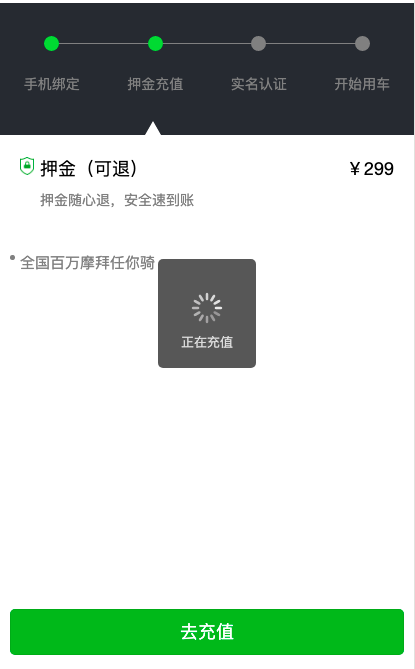 手机绑定 押金充值 实名认证 开始用车
押金（可退） ￥299
押金随心退，安全速到账
全国百万摩拜任你骑
正在充值
去充值